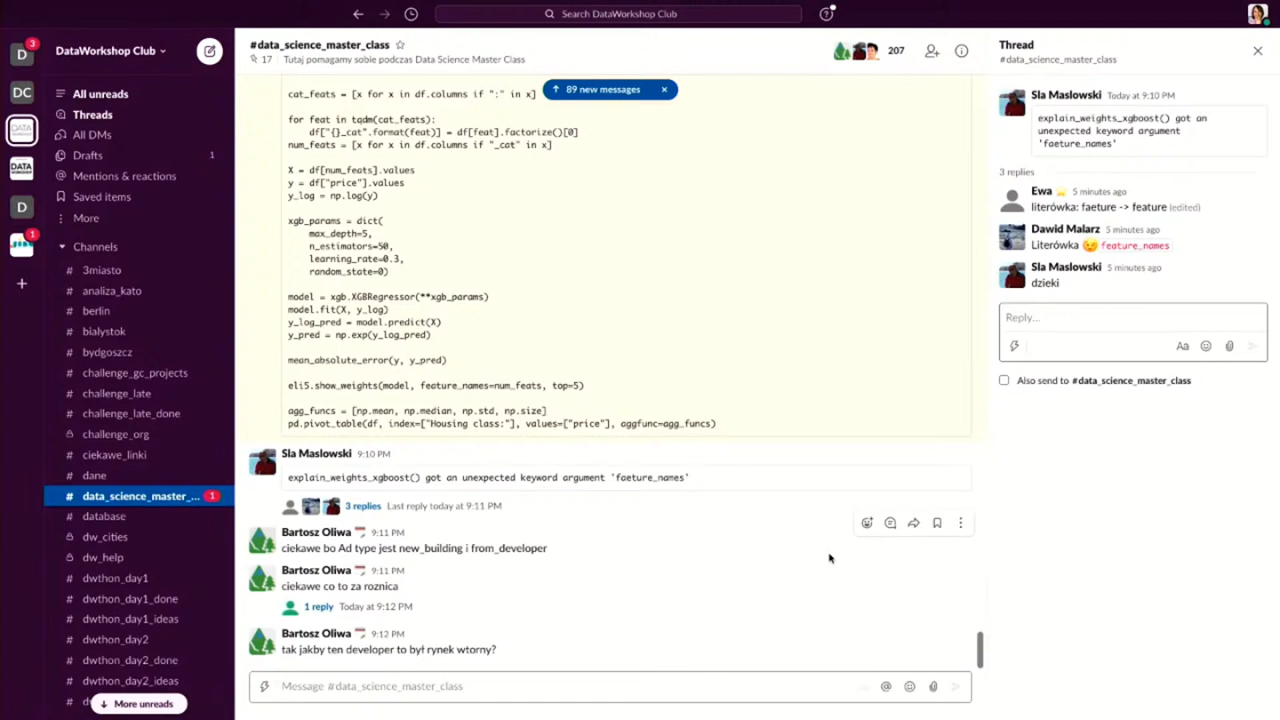 Search DataWorkshop Club
D
3
DC
DATA
WORKSHOP
D
1
DataWorkshop Club
All unreads
Threads
All DMs
Drafts 1
Mentions & reactions
Saved items
More
Channels
# 3miasto
# analiza_kato
# berlin
# bialystok
# bydgoszcz
# challenge_gc_projects
# challenge_late
# challenge_late_done
challenge_org
# ciekawe_linki
# dane
# data_science_master_... 1
# database
dw_cities
dw_help
# dwthon_day1
# dwthon_day1_done
# dwthon_day1_ideas
# dwthon_day2
# dwthon_day2_done
# dwthon_day2_ideas
#
More unreads
#data_science_master_class
17 Tutaj pomagamy sobie podczas Data Science Master Class
207
89 new messages
cat_feats = [x for x in df.columns if ":" in x]
for feat in tqdm(cat_feats):
df["{}_cat".format(feat)] = df[feat].factorize()[0]
num_feats = [x for x in df.columns if "_cat" in x]
X = df[num_feats].values
y = df["price"].values
y_log = np.log(y)
xgb_params = dict(
max_depth=5,
n_estimators=50,
learning_rate=0.3,
random_state=0)
model = xgb.XGBRegressor(**xgb_params)
model.fit(X, y_log)
y_log_pred = model.predict(X)
y_pred = np.exp(y_log_pred)
mean_absolute_error(y, y_pred)
eli5.show_weights(model, feature_names=num_feats, top=5)
agg_funcs = [np.mean, np.median, np.std, np.size]
pd.pivot_table(df, index=["Housing class:"], values=["price"], aggfunc=agg_funcs)
Sla Maslowski 9:10 PM
explain_weights_xgboost() got an unexpected keyword argument 'faeture_names'
3 replies Last reply today at 9:11 PM
Bartosz Oliwa 9:11 PM
ciekawe bo Ad type jest new_building i from_developer
Bartosz Oliwa 9:11 PM
ciekawe co to za roznica
1 reply Today at 9:12 PM
Bartosz Oliwa 9:12 PM
tak jakby ten developer to był rynek wtorny?
Message #data_science_master_class
Thread
#data_science_master_class
Sla Maslowski Today at 9:10 PM
explain_weights_xgboost() got an
unexpected keyword argument
'faeture_names'
3 replies
Ewa 5 minutes ago
literówka: faeture -> feature (edited)
Dawid Malarz 5 minutes ago
Literówka feature_names
Sla Maslowski 5 minutes ago
dzieki
Reply...
Aa
Also send to #data_science_master_class